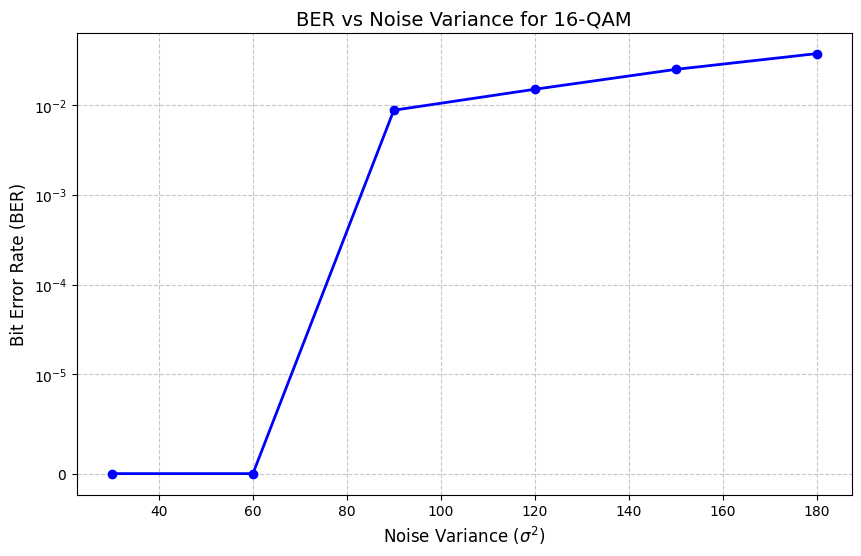 BER vs Noise Variance for 16-QAM
Bit Error Rate (BER)
10⁻²
10⁻³
10⁻⁴
10⁻⁵
0
40 60 80 100 120 140 160 180
Noise Variance (σ²)